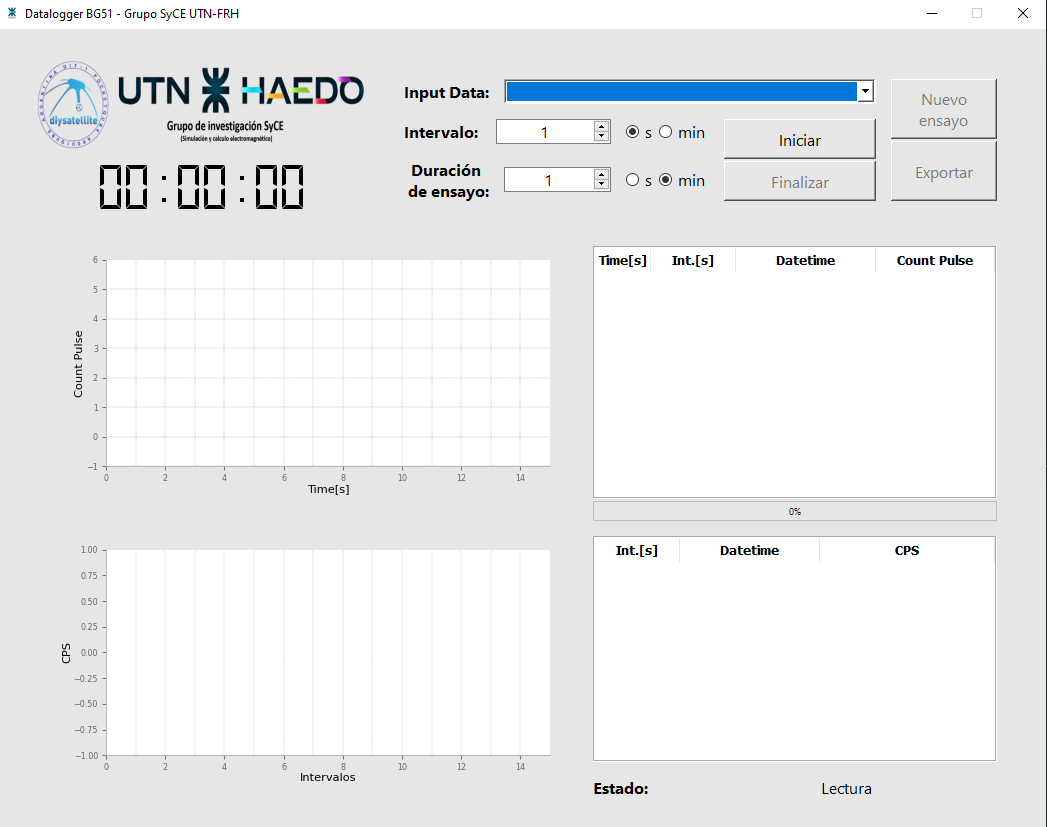 Datalogger BG51 - Grupo SyCE UTN-FRH
UTN HAEDO
diysatellite
Grupo de investigación SyCE
(Simulación y calculo electromagnético)
00:00:00
Input Data:
Intervalo: 1 s min
Duración
de ensayo: 1 s min
Iniciar
Finalizar
Nuevo
ensayo
Exportar
6
5
4
3
2
1
0
−1
Count Pulse
0 2 4 6 8 10 12 14
Time[s]
Time[s] Int.[s] Datetime Count Pulse
0%
1.00
0.75
0.50
0.25
0.00
−0.25
−0.50
−0.75
−1.00
CPS
0 2 4 6 8 10 12 14
Intervalos
Int.[s] Datetime CPS
Estado: Lectura